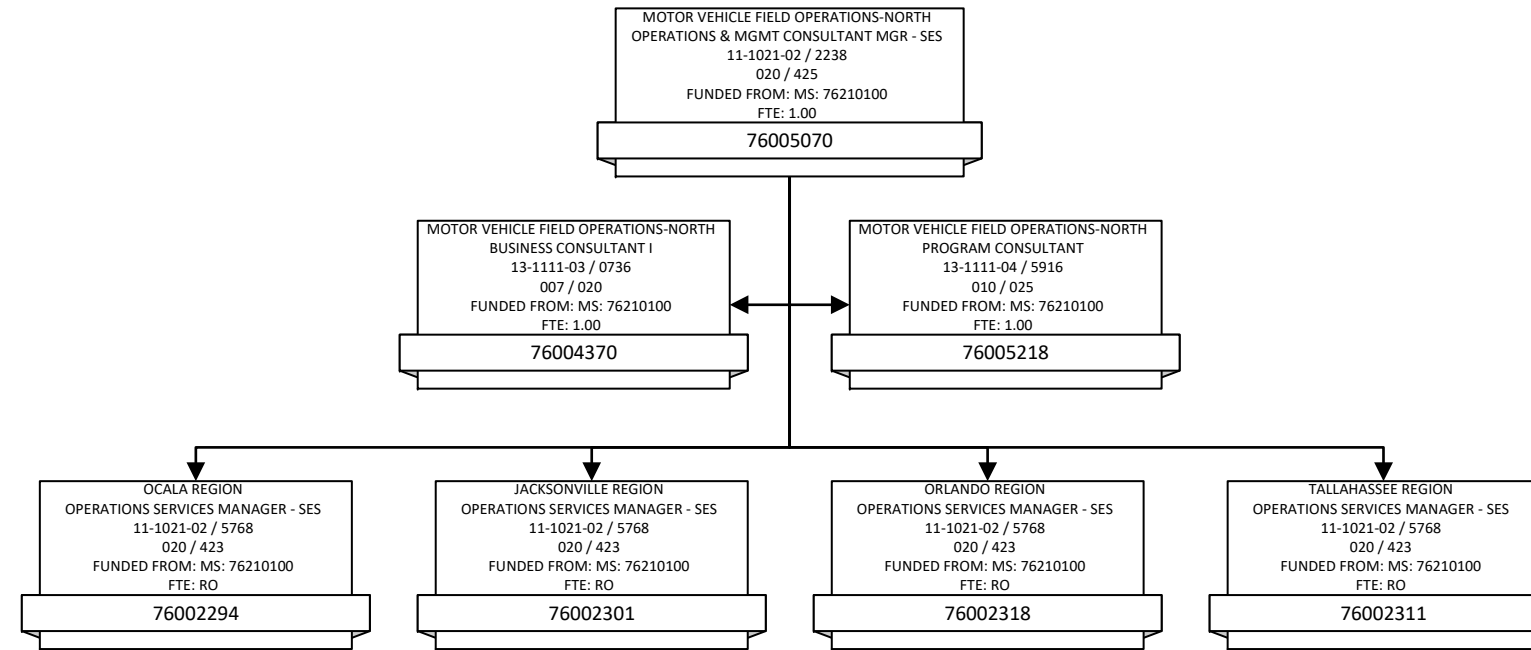 MOTOR VEHICLE FIELD OPERATIONS-NORTH
OPERATIONS & MGMT CONSULTANT MGR - SES
11-1021-02 / 2238
020 / 425
FUNDED FROM: MS: 76210100
FTE: 1.00
76005070
MOTOR VEHICLE FIELD OPERATIONS-NORTH
BUSINESS CONSULTANT I
13-1111-03 / 0736
007 / 020
FUNDED FROM: MS: 76210100
FTE: 1.00
76004370
MOTOR VEHICLE FIELD OPERATIONS-NORTH
PROGRAM CONSULTANT
13-1111-04 / 5916
010 / 025
FUNDED FROM: MS: 76210100
FTE: 1.00
76005218
OCALA REGION
OPERATIONS SERVICES MANAGER - SES
11-1021-02 / 5768
020 / 423
FUNDED FROM: MS: 76210100
FTE: RO
76002294
JACKSONVILLE REGION
OPERATIONS SERVICES MANAGER - SES
11-1021-02 / 5768
020 / 423
FUNDED FROM: MS: 76210100
FTE: RO
76002301
ORLANDO REGION
OPERATIONS SERVICES MANAGER - SES
11-1021-02 / 5768
020 / 423
FUNDED FROM: MS: 76210100
FTE: RO
76002318
TALLAHASSEE REGION
OPERATIONS SERVICES MANAGER - SES
11-1021-02 / 5768
020 / 423
FUNDED FROM: MS: 76210100
FTE: RO
76002311